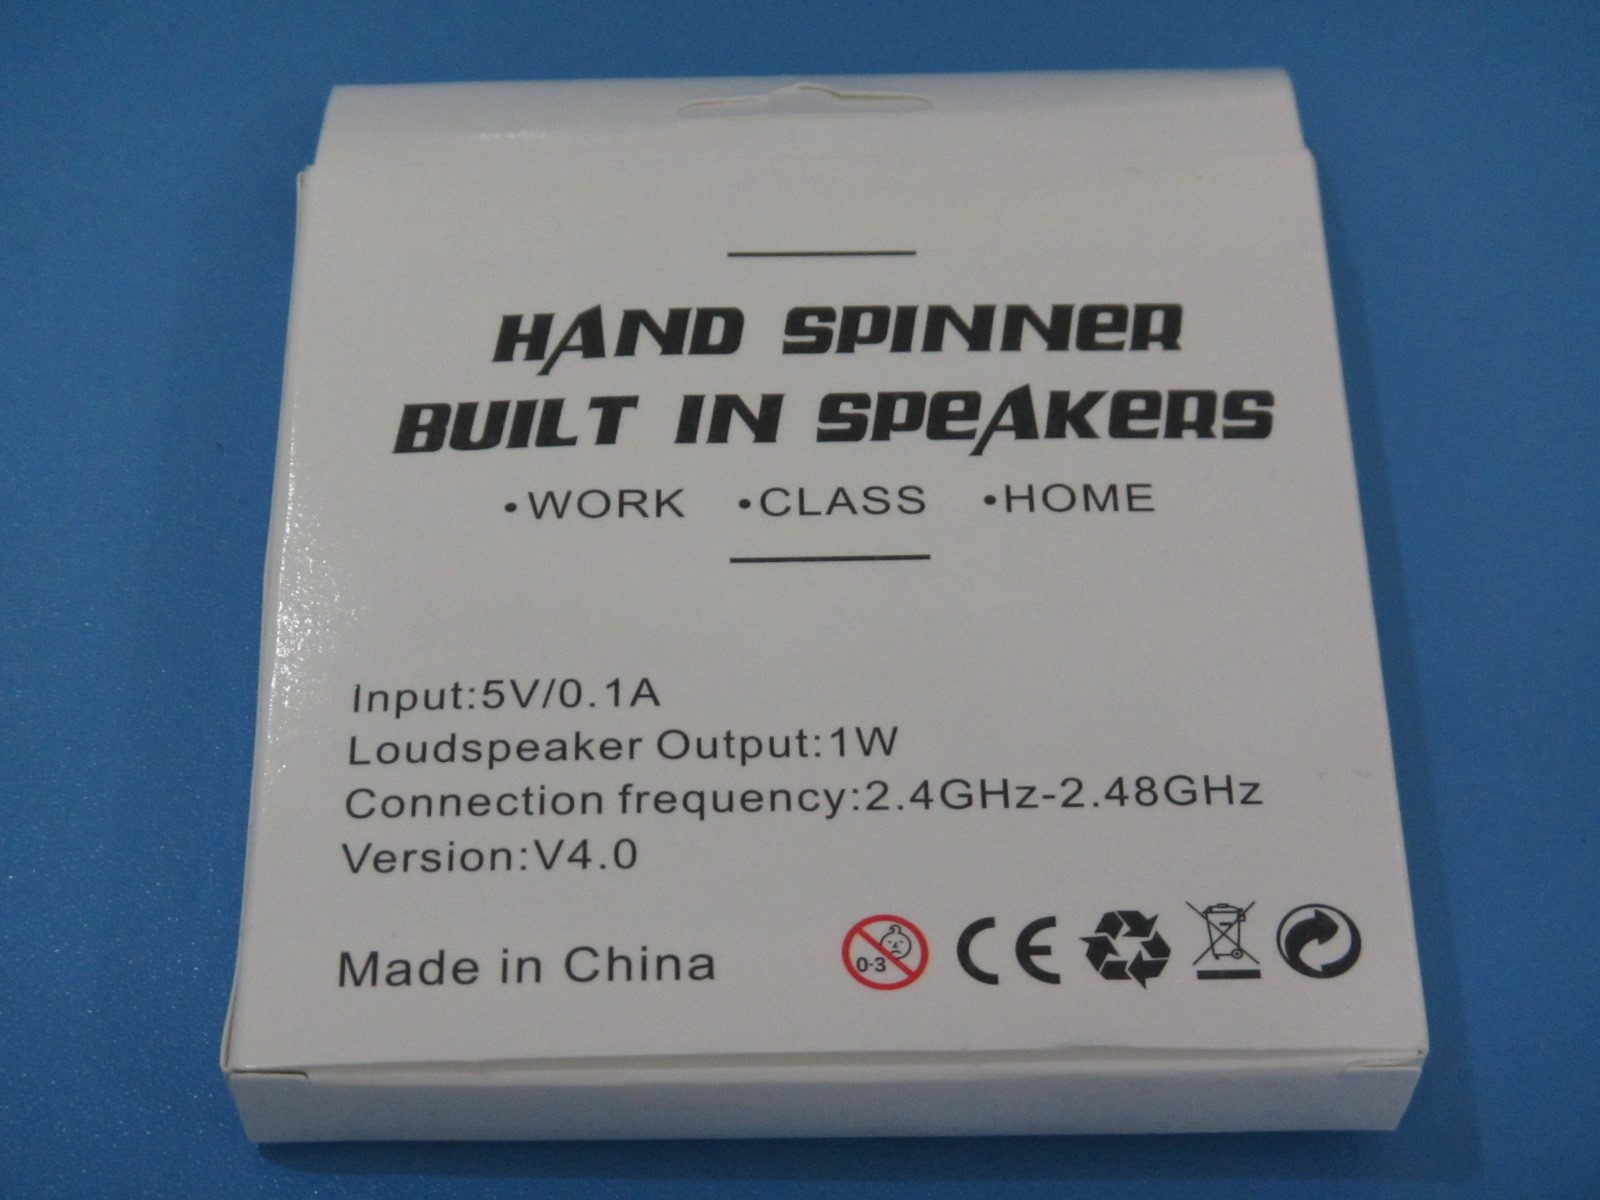 HAND SPINNER
BUILT IN SPEAKERS
•WORK •CLASS •HOME
Input:5V/0.1A
Loudspeaker Output:1W
Connection frequency:2.4GHz-2.48GHz
Version:V4.0
Made in China 0-3 CE